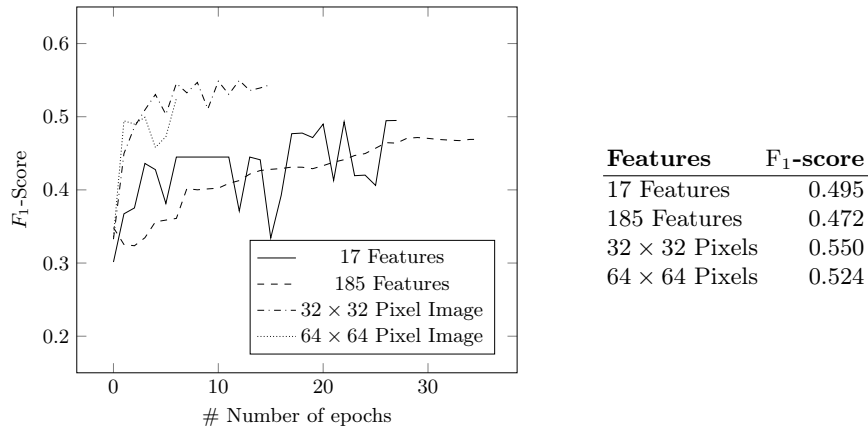 0.6
0.5
0.4
0.3
0.2
F₁-Score
0
10
20
30
# Number of epochs
17 Features
185 Features
32 × 32 Pixel Image
64 × 64 Pixel Image
Features F₁-score
17 Features 0.495
185 Features 0.472
32 × 32 Pixels 0.550
64 × 64 Pixels 0.524